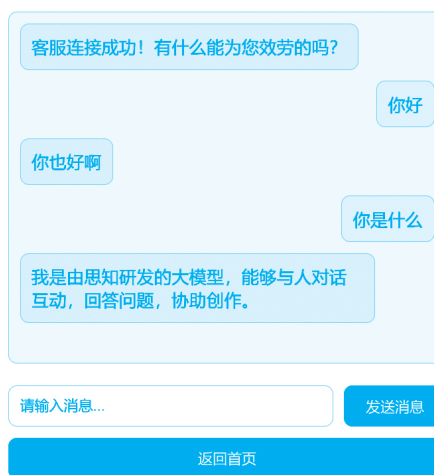 客服连接成功！有什么能为您效劳的吗？
你好
你也好啊
你是什么
我是由思知研发的大模型，能够与人对话
互动，回答问题，协助创作。
请输入消息...
发送消息
返回首页